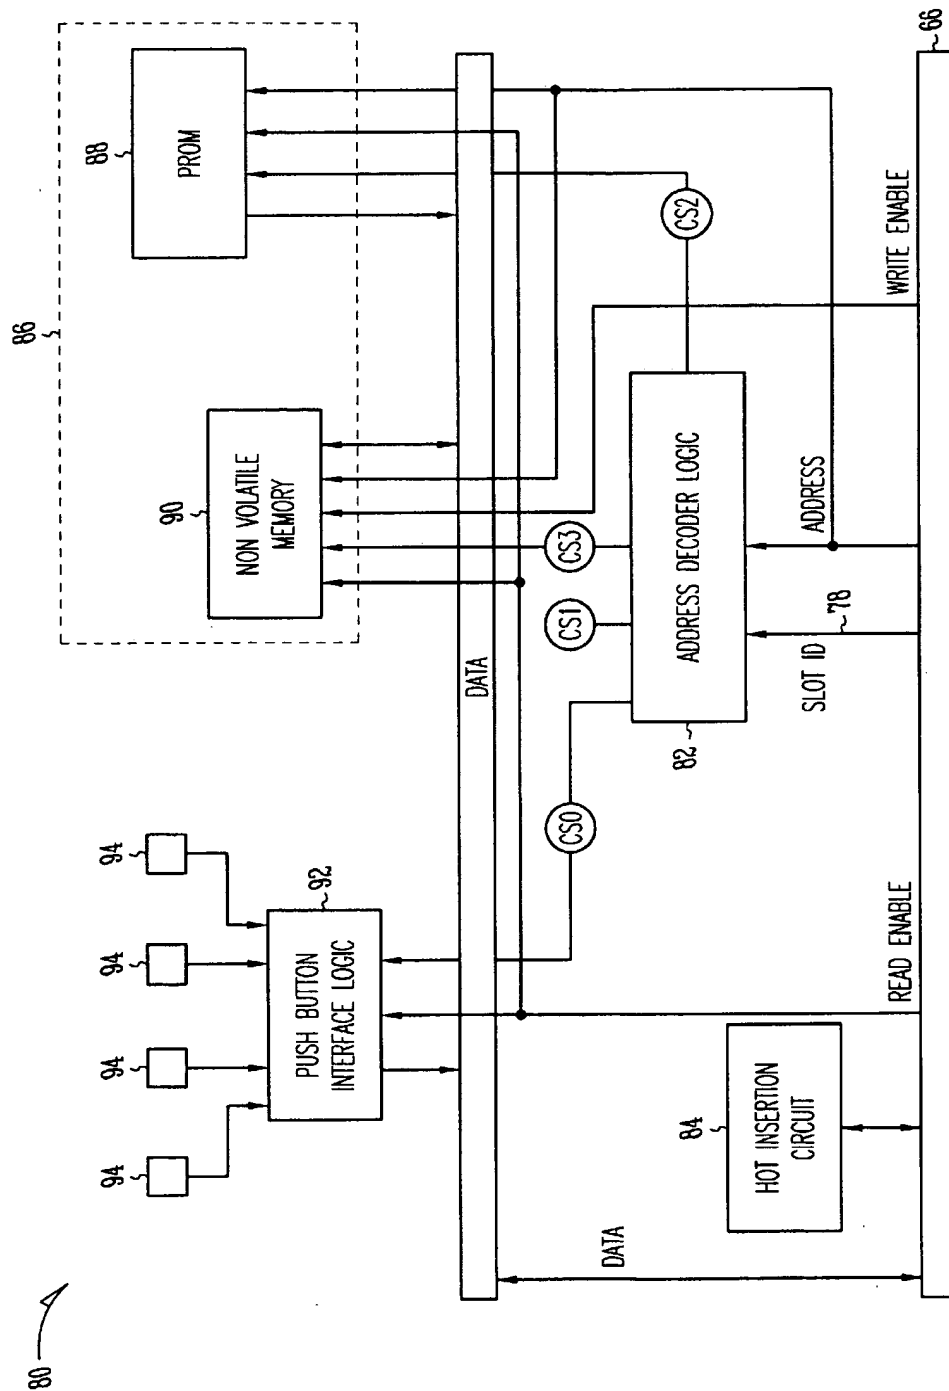 80
94
94
94
94
92
PUSH BUTTON
INTERFACE LOGIC
86
90
NON VOLATILE
MEMORY
88
PROM
DATA
CS0
CS1
CS3
CS2
82
ADDRESS DECODER LOGIC
SLOT ID
78
ADDRESS
WRITE ENABLE
READ ENABLE
84
HOT INSERTION
CIRCUIT
DATA
66